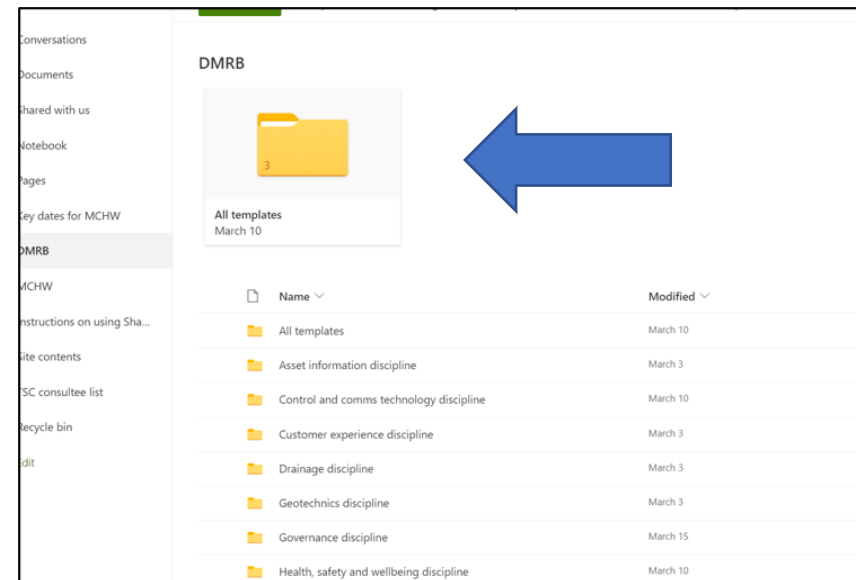 Conversations
Documents
Shared with us
Notebook
Pages
Key dates for MCHW
DMRB
MCHW
Instructions on using Sha...
Site contents
TSC consultee list
Recycle bin
Edit
DMRB
3
All templates
March 10
Name Modified
All templates March 10
Asset information discipline March 3
Control and comms technology discipline March 10
Customer experience discipline March 3
Drainage discipline March 3
Geotechnics discipline March 3
Governance discipline March 15
Health, safety and wellbeing discipline March 10